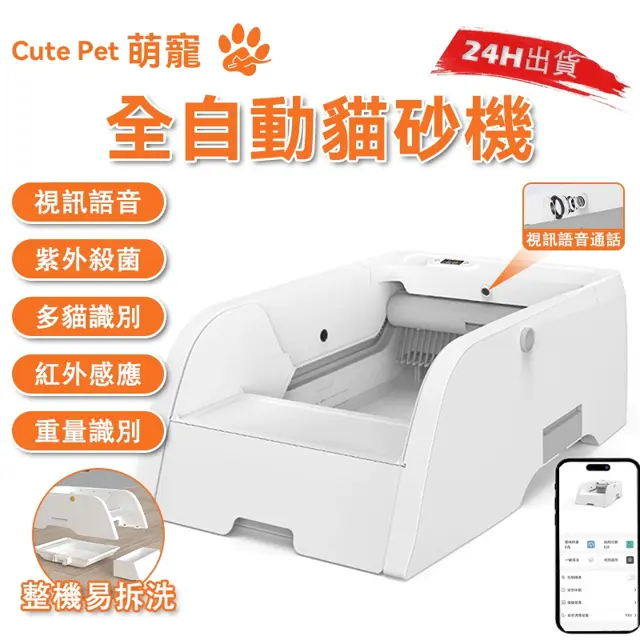 Cute Pet 萌寵
24H出貨
全自動貓砂機
視訊語音
紫外殺菌
多貓識別
紅外感應
重量識別
視訊語音通話
整機易拆洗